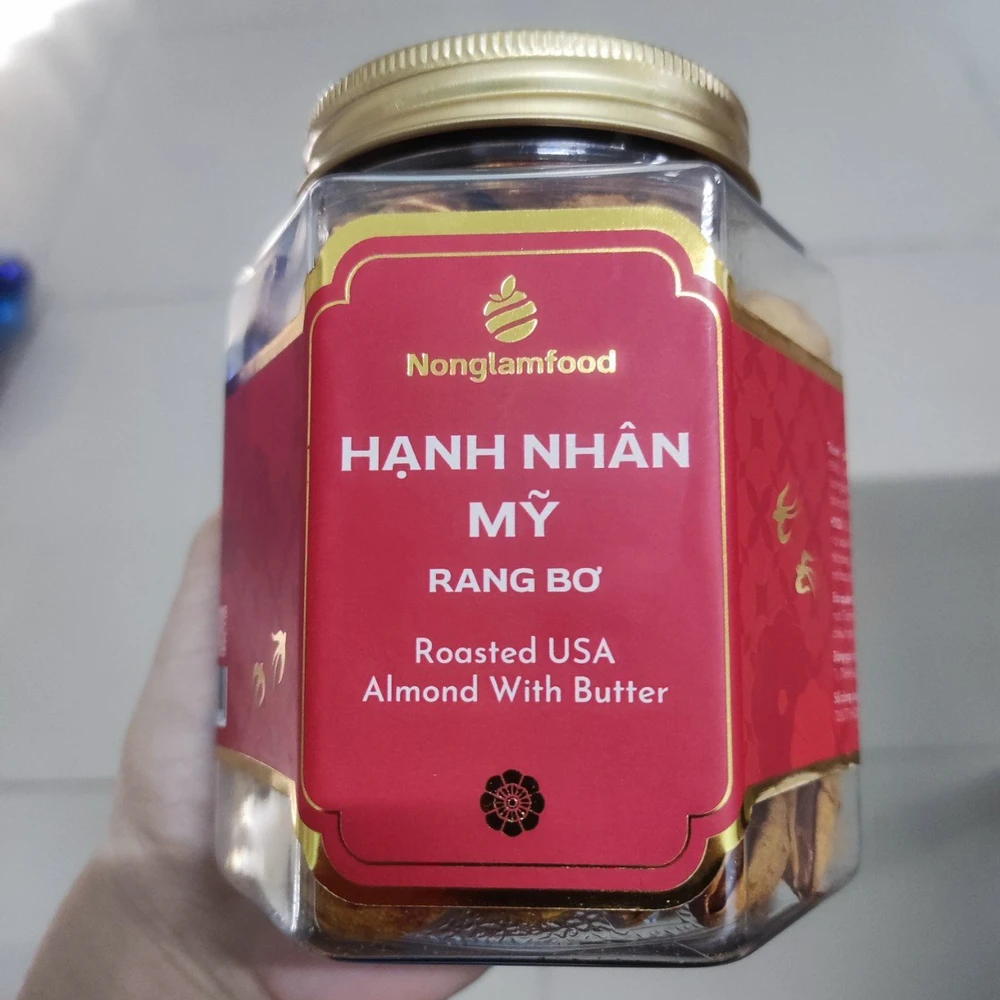 Nonglamfood
HẠNH NHÂN
MỸ
RANG BƠ
Roasted USA
Almond With Butter